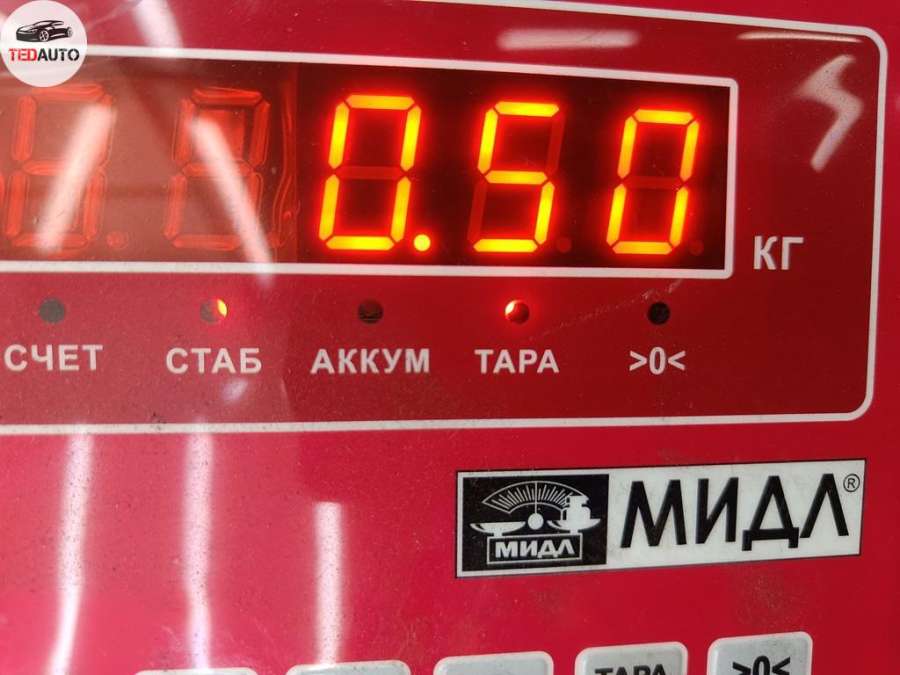 TEDAUTO
0.50
КГ
СЧЕТ СТАБ АККУМ ТАРА >0<
МИДЛ МИДЛ®
ТАРА >0<